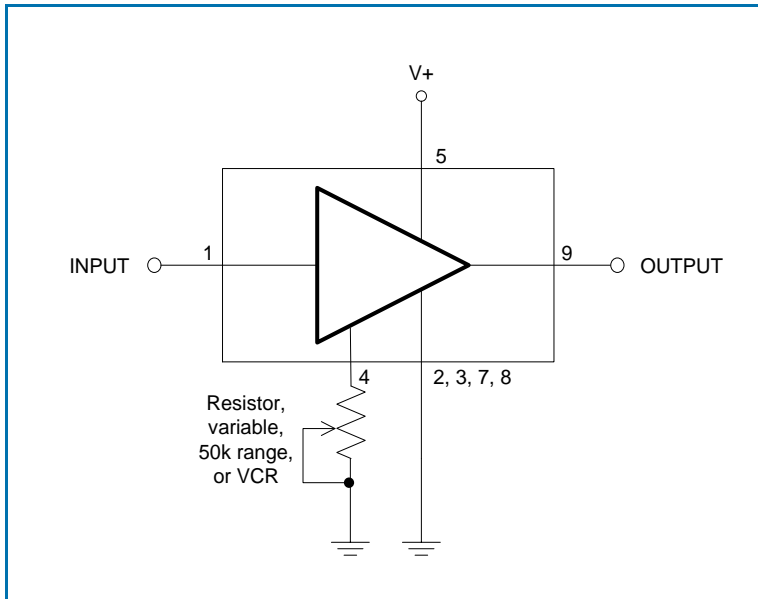 V+
5
INPUT
1
9
OUTPUT
4
2, 3, 7, 8
Resistor,
variable,
50k range,
or VCR